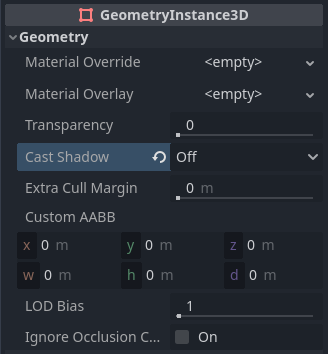 GeometryInstance3D
Geometry
Material Override <empty>
Material Overlay <empty>
Transparency 0
Cast Shadow Off
Extra Cull Margin 0 m
Custom AABB
x 0 m y 0 m z 0 m
w 0 m h 0 m d 0 m
LOD Bias 1
Ignore Occlusion C... On